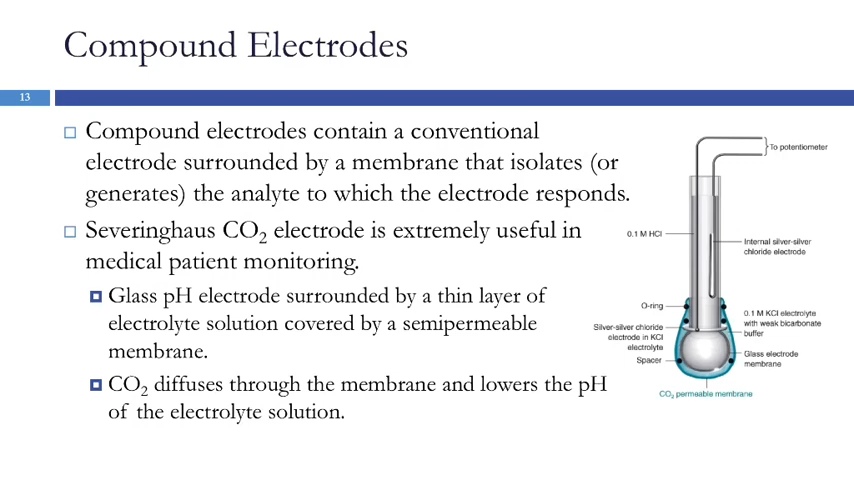 Compound Electrodes
13
Compound electrodes contain a conventional
electrode surrounded by a membrane that isolates (or
generates) the analyte to which the electrode responds.
Severinghaus CO₂ electrode is extremely useful in
medical patient monitoring.
Glass pH electrode surrounded by a thin layer of
electrolyte solution covered by a semipermeable
membrane.
CO₂ diffuses through the membrane and lowers the pH
of the electrolyte solution.
To potentiometer
0.1 M HCl
Internal silver-silver
chloride electrode
O-ring
Silver-silver chloride
electrode in KCl
electrolyte
Spacer
0.1 M KCl electrolyte
with weak bicarbonate
buffer
Glass electrode
membrane
CO₂ permeable membrane